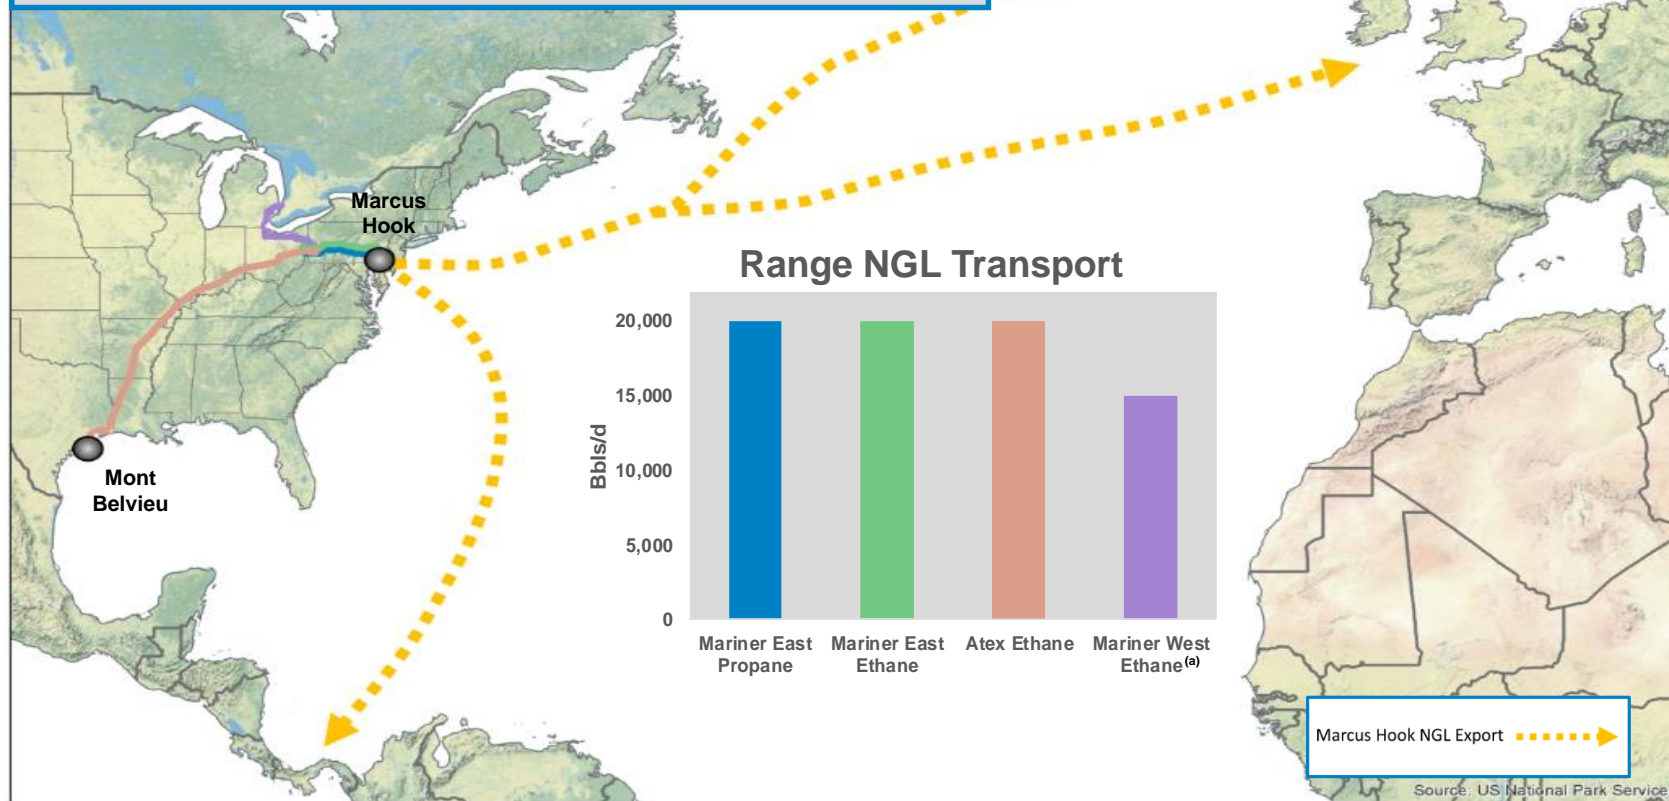 Marcus
Hook
Mont
Belvieu
Range NGL Transport
Bbls/d
20,000
15,000
10,000
5,000
0
Mariner East
Propane
Mariner East
Ethane
Atex Ethane
Mariner West
Ethane(a)
Marcus Hook NGL Export
Source: US National Park Service